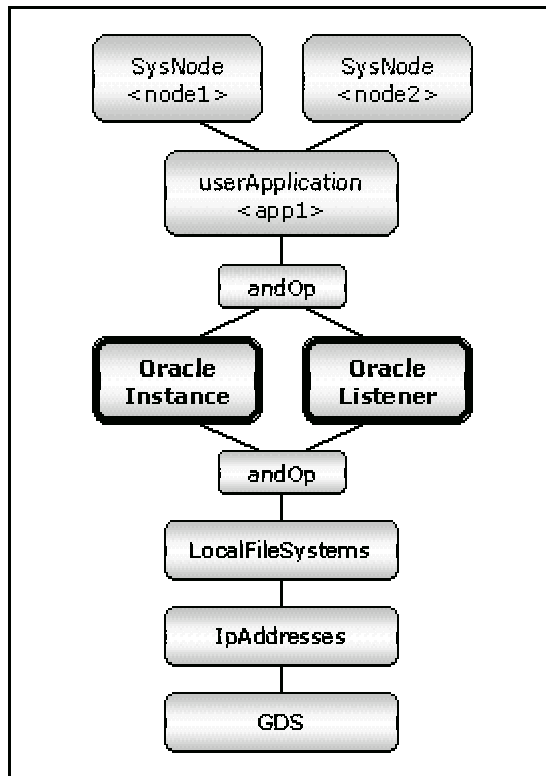 SysNode
<node1>
SysNode
<node2>
userApplication
<app1>
andOp
Oracle
Instance
Oracle
Listener
andOp
LocalFileSystems
IpAddresses
GDS